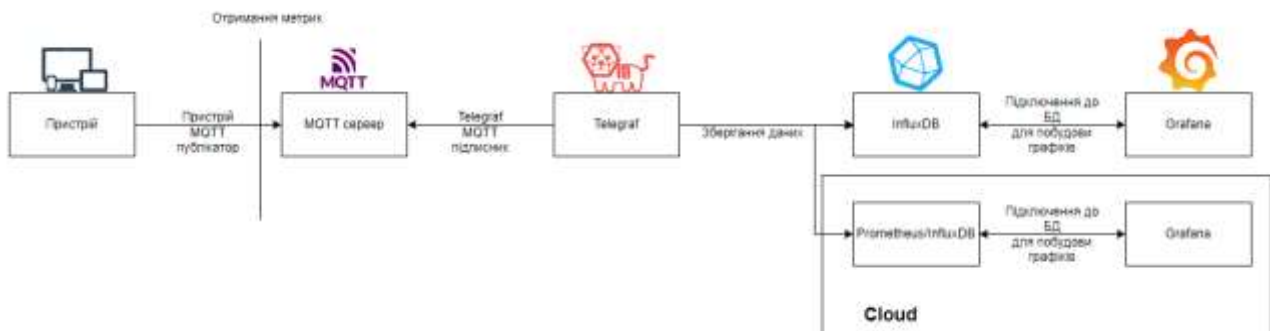 Отримання метрик
MQTT
Пристрій
Пристрій
MQTT
публікатор
MQTT сервер
Telegraf
MQTT
підписник
Telegraf
Зберігання даних
InfluxDB
Підключення до
БД
для побудови
графіків
Grafana
Prometheus/InfluxDB
Підключення до
БД
для побудови
графіків
Grafana
Cloud